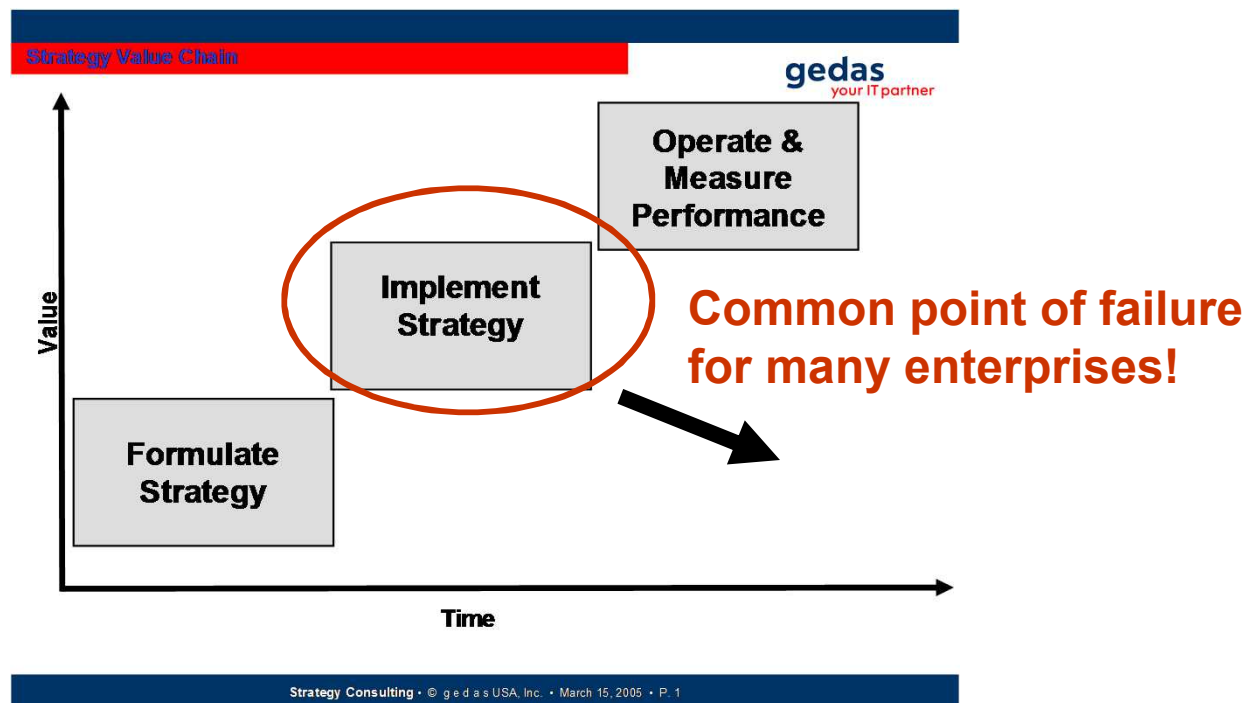 Strategy Value Chain
gedas
your IT partner
Operate &
Measure
Performance
Implement
Strategy
Common point of failure
for many enterprises!
Value
Formulate
Strategy
Time
Strategy Consulting • © g e d a s USA, Inc. • March 15, 2005 • P. 1